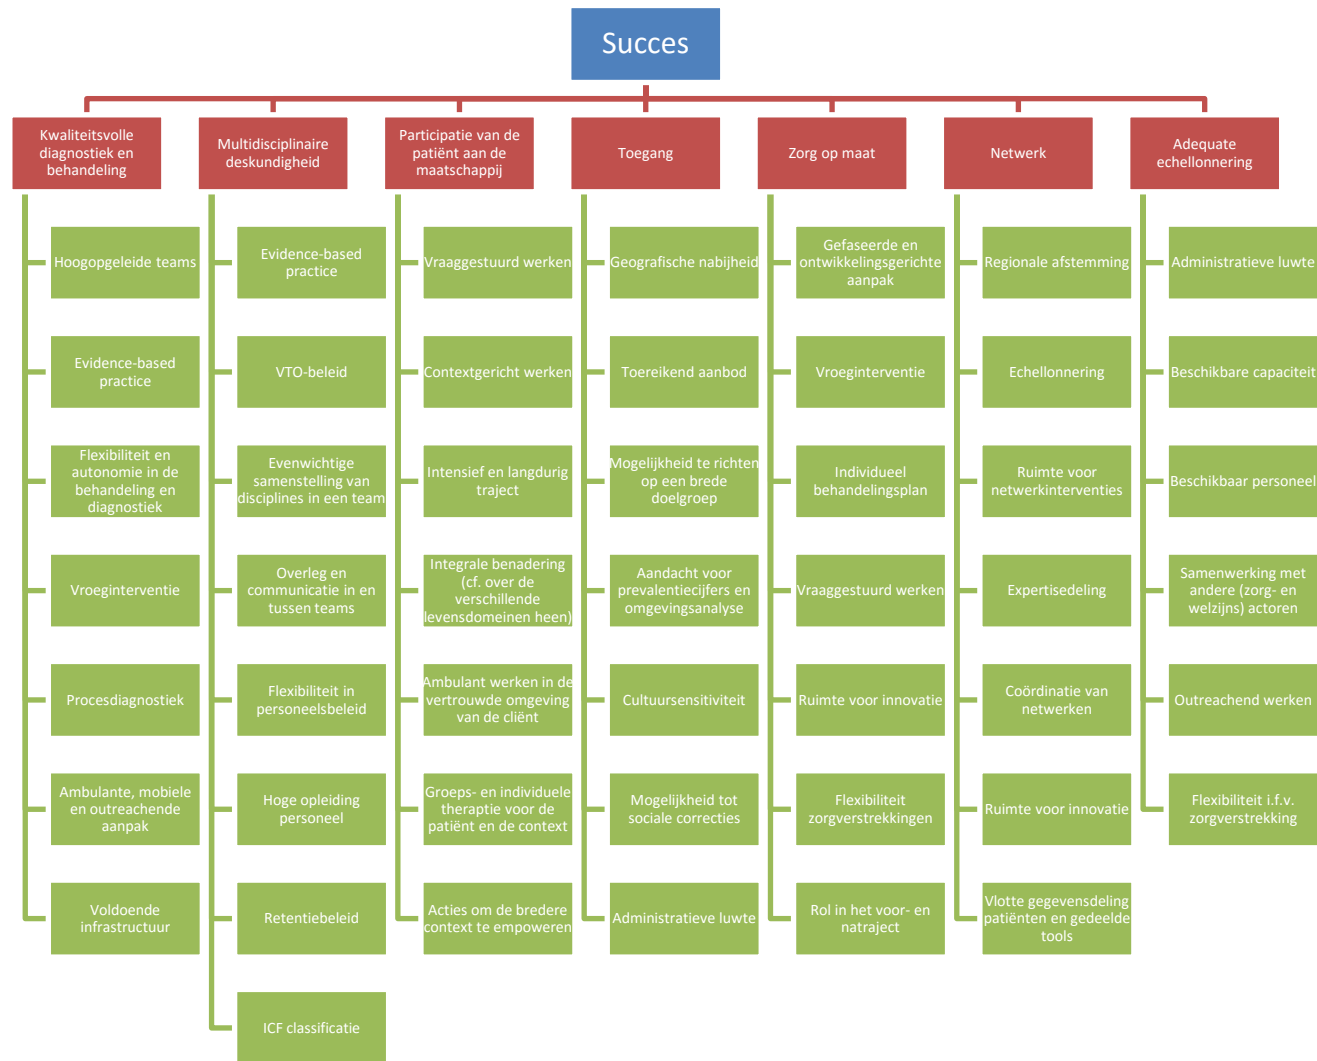 Succes
Kwaliteitsvolle
diagnostiek en
behandeling
Hoogopgeleide teams
Evidence-based
practice
Flexibiliteit en
autonomie in de
behandeling en
diagnostiek
Vroeginterventie
Procesdiagnostiek
Ambulante, mobiele
en outreachende
aanpak
Voldoende
infrastructuur
Multidisciplinaire
deskundigheid
Evidence-based
practice
VTO-beleid
Evenwichtige
samenstelling van
disciplines in een team
Overleg en
communicatie in en
tussen teams
Flexibiliteit in
personeelsbeleid
Hoge opleiding
personeel
Retentiebeleid
ICF classificatie
Participatie van de
patiënt aan de
maatschappij
Vraaggestuurd werken
Contextgericht werken
Intensief en langdurig
traject
Integrale benadering
(cf. over de
verschillende
levensdomeinen heen)
Ambulant werken in de
vertrouwde omgeving
van de cliënt
Groeps- en individuele
theraptie voor de
patiënt en de context
Acties om de bredere
context te empoweren
Toegang
Geografische nabijheid
Toereikend aanbod
Mogelijkheid te richten
op een brede
doelgroep
Aandacht voor
prevalentiecijfers en
omgevingsanalyse
Cultuursensitiviteit
Mogelijkheid tot
sociale correcties
Administratieve luwte
Zorg op maat
Gefaseerde en
ontwikkelingsgerichte
aanpak
Vroeginterventie
Individueel
behandelingsplan
Vraaggestuurd werken
Ruimte voor innovatie
Flexibiliteit
zorgverstrekkingen
Rol in het voor- en
natraject
Netwerk
Regionale afstemming
Echellonnering
Ruimte voor
netwerkinterventies
Expertisedeling
Coördinatie van
netwerken
Ruimte voor innovatie
Vlotte gegevensdeling
patiënten en gedeelde
tools
Adequate
echellonnering
Administratieve luwte
Beschikbare capaciteit
Beschikbaar personeel
Samenwerking met
andere (zorg- en
welzijns) actoren
Outreachend werken
Flexibiliteit i.f.v.
zorgverstrekking